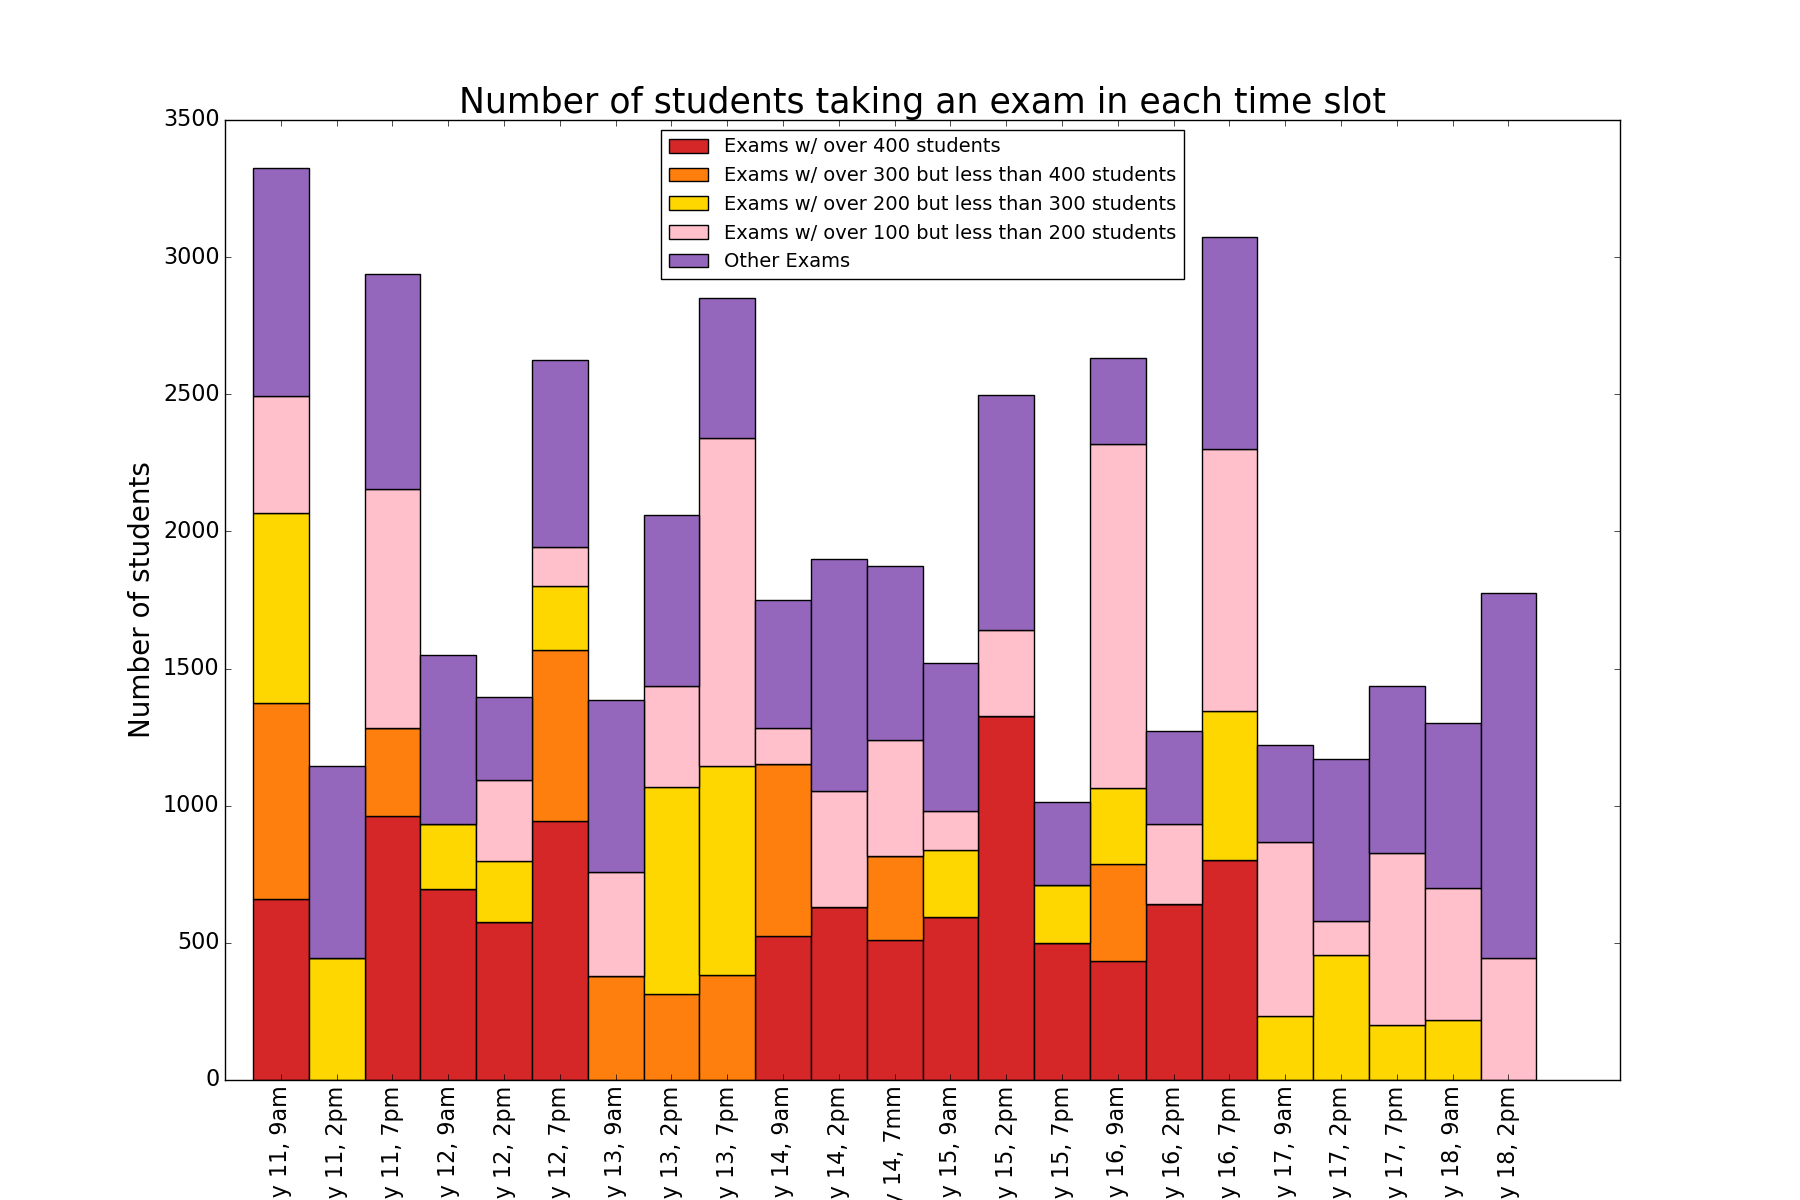 Number of students taking an exam in each time slot
Exams w/ over 400 students
Exams w/ over 300 but less than 400 students
Exams w/ over 200 but less than 300 students
Exams w/ over 100 but less than 200 students
Other Exams
Number of students
3500
3000
2500
2000
1500
1000
500
0
y 11, 9am
y 11, 2pm
y 11, 7pm
y 12, 9am
y 12, 2pm
y 12, 7pm
y 13, 9am
y 13, 2pm
y 13, 7pm
y 14, 9am
y 14, 2pm
y 14, 7mm
y 15, 9am
y 15, 2pm
y 15, 7pm
y 16, 9am
y 16, 2pm
y 16, 7pm
y 17, 9am
y 17, 2pm
y 17, 7pm
y 18, 9am
y 18, 2pm